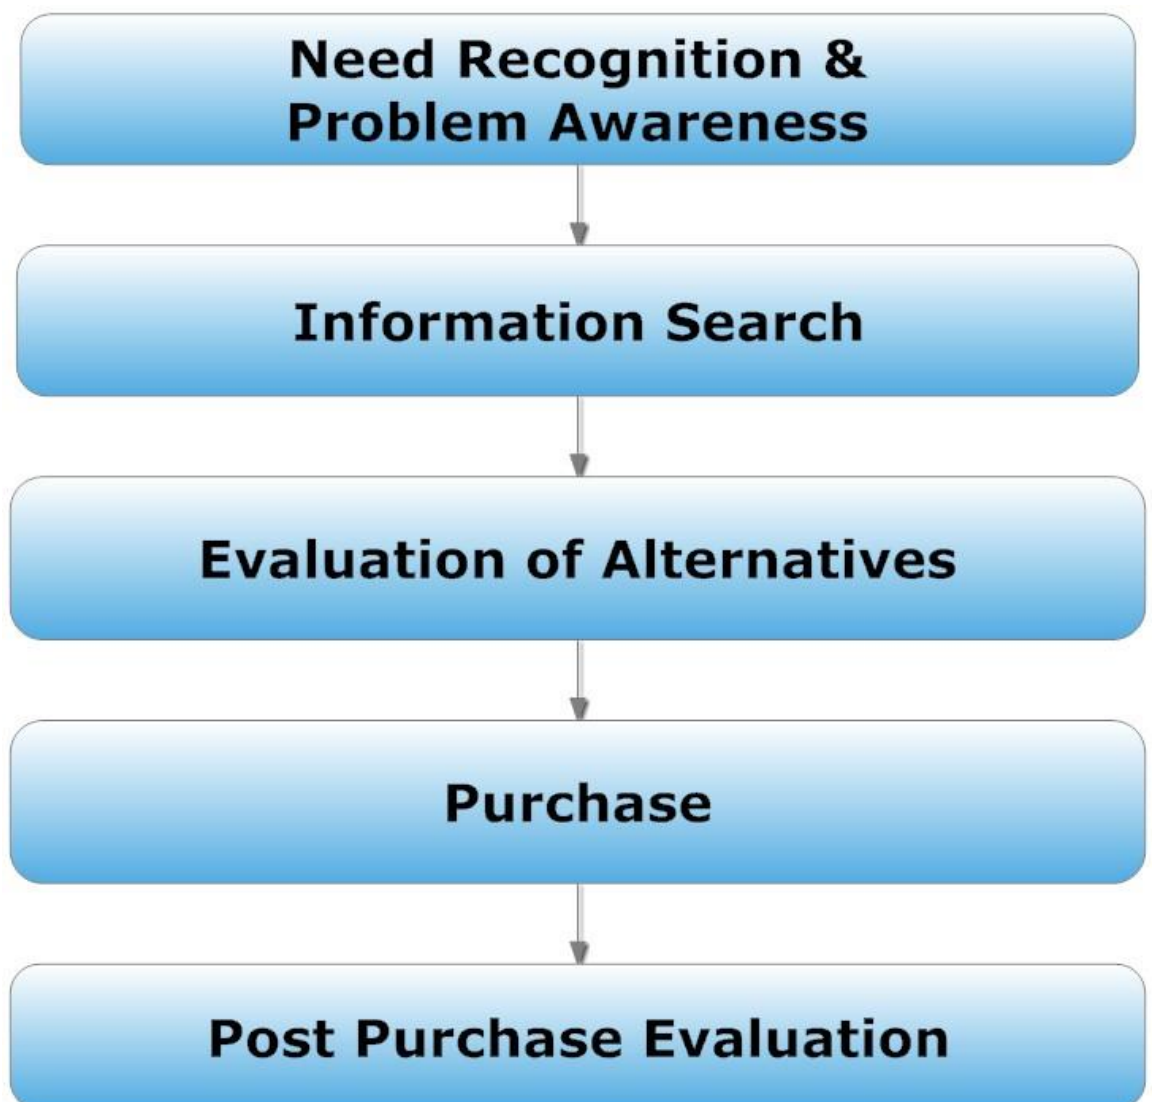 Need Recognition &
Problem Awareness
Information Search
Evaluation of Alternatives
Purchase
Post Purchase Evaluation